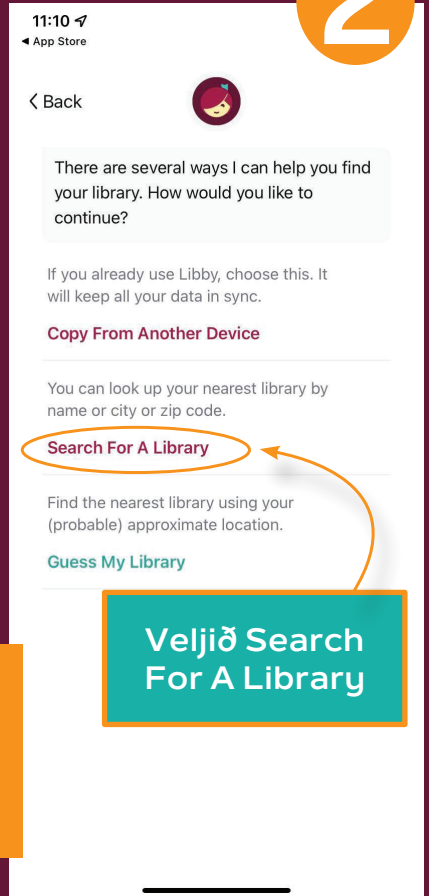 11:10
2
◀ App Store
Back
There are several ways I can help you find
your library. How would you like to
continue?
If you already use Libby, choose this. It
will keep all your data in sync.
Copy From Another Device
You can look up your nearest library by
name or city or zip code.
Search For A Library
Find the nearest library using your
(probable) approximate location.
Guess My Library
Veljið Search
For A Library